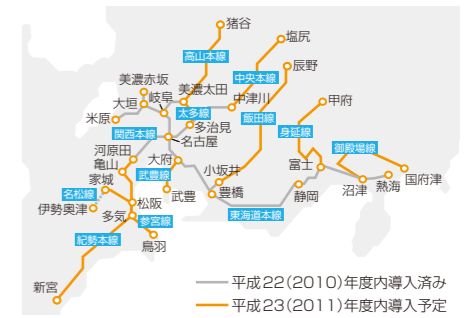 猪谷
塩尻
高山本線
辰野
美濃赤坂
美濃太田
中央本線
大垣
岐阜
中津川
甲府
米原
太多線
飯田線
多治見
身延線
関西本線
名古屋
御殿場線
河原田
大府
小坂井
富士
亀山
国府津
家城
武豊線
沼津
熱海
名松線
武豊
豊橋
静岡
伊勢奥津
松阪
多気
参宮線
東海道本線
紀勢本線
鳥羽
新宮
平成22(2010)年度内導入済み
平成23(2011)年度内導入予定